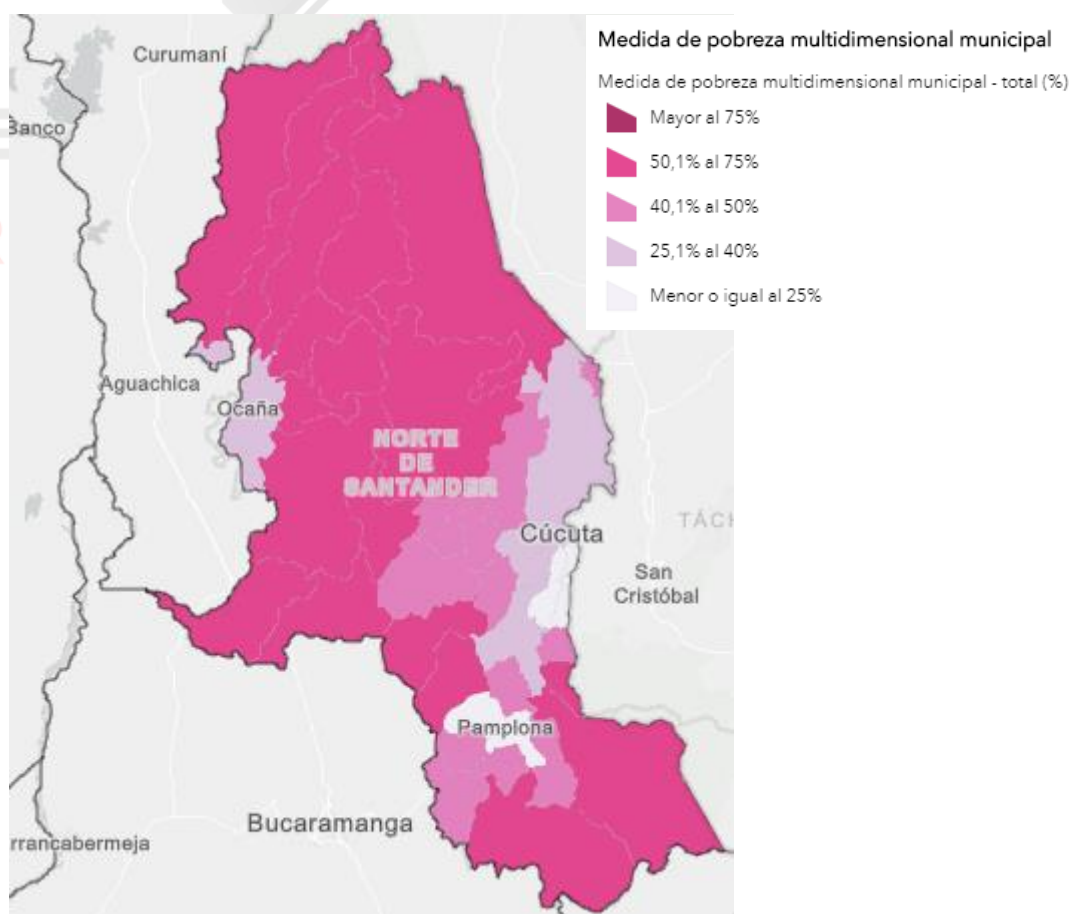 Medida de pobreza multidimensional municipal
Medida de pobreza multidimensional municipal - total (%)
Mayor al 75%
50,1% al 75%
40,1% al 50%
25,1% al 40%
Menor o igual al 25%
Curumaní
Banco
Aguachica
Ocaña
NORTE
DE
SANTANDER
Cúcuta
TÁCH
San
Cristóbal
Pamplona
Bucaramanga
rrancabermeja